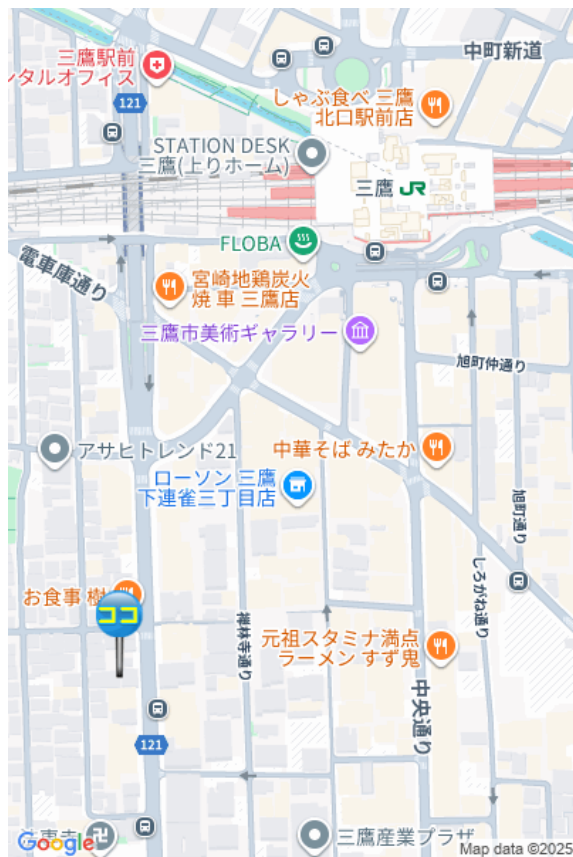 三鷹駅前
ンタルオフィス
中町新道
121
しゃぶ食べ 三鷹
北口駅前店
STATION DESK
三鷹(上りホーム)
三鷹 JR
FLOBA
電車庫通り
宮崎地鶏炭火
焼 車 三鷹店
三鷹市美術ギャラリー
旭町仲通り
アサヒトレンド21
中華そば みたか
ローソン 三鷹
下連雀三丁目店
旭町通り
しろがね通り
お食事 樹
ココ
禅林寺通り
元祖スタミナ満点
ラーメン すず鬼
中央通り
121
三鷹産業プラザ
Google
Map data ©2025